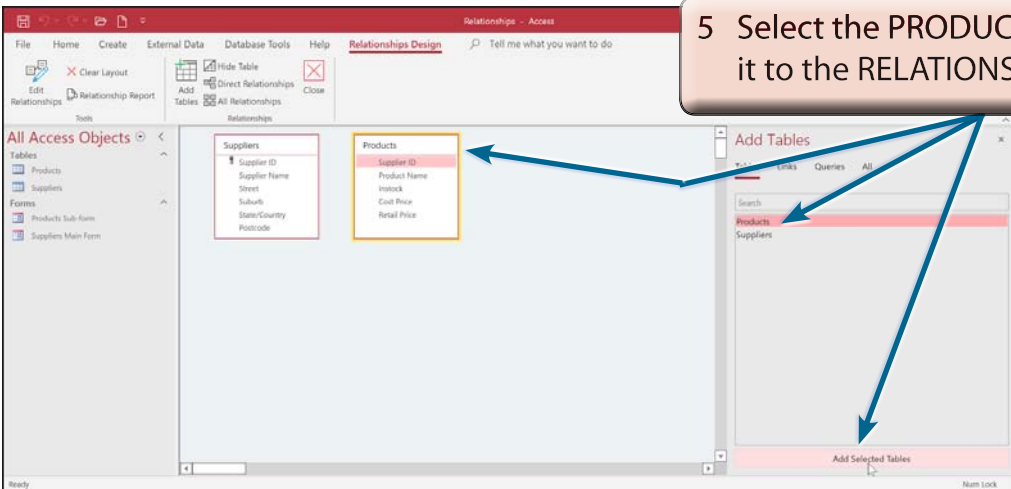 Relationships - Access
File Home Create External Data Database Tools Help Relationships Design Tell me what you want to do
5 Select the PRODUC
it to the RELATIONS
Edit Relationships
Clear Layout
Relationship Report
Tools
Add Tables
Hide Table
Direct Relationships
All Relationships
Close
Relationships
All Access Objects
Tables
Products
Suppliers
Forms
Products Sub-form
Suppliers Main Form
Suppliers
Supplier ID
Supplier Name
Street
Suburb
State/Country
Postcode
Products
Supplier ID
Product Name
Instock
Cost Price
Retail Price
Add Tables
Links Queries All
Search
Products
Suppliers
Add Selected Tables
Ready
Num Lock